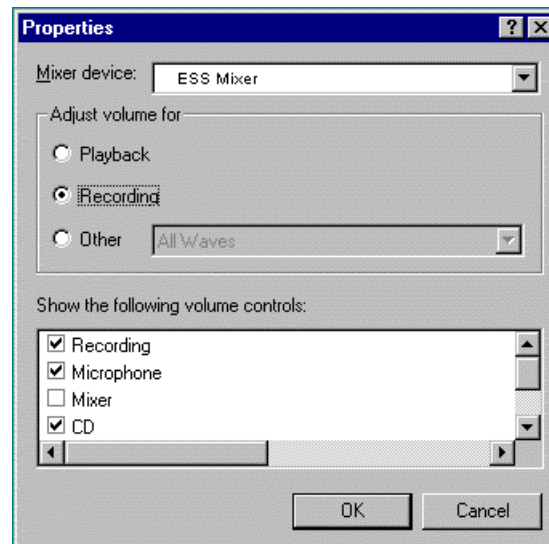 Properties
Mixer device: ESS Mixer
Adjust volume for
Playback
Recording
Other All Waves
Show the following volume controls:
Recording
Microphone
Mixer
CD
OK Cancel